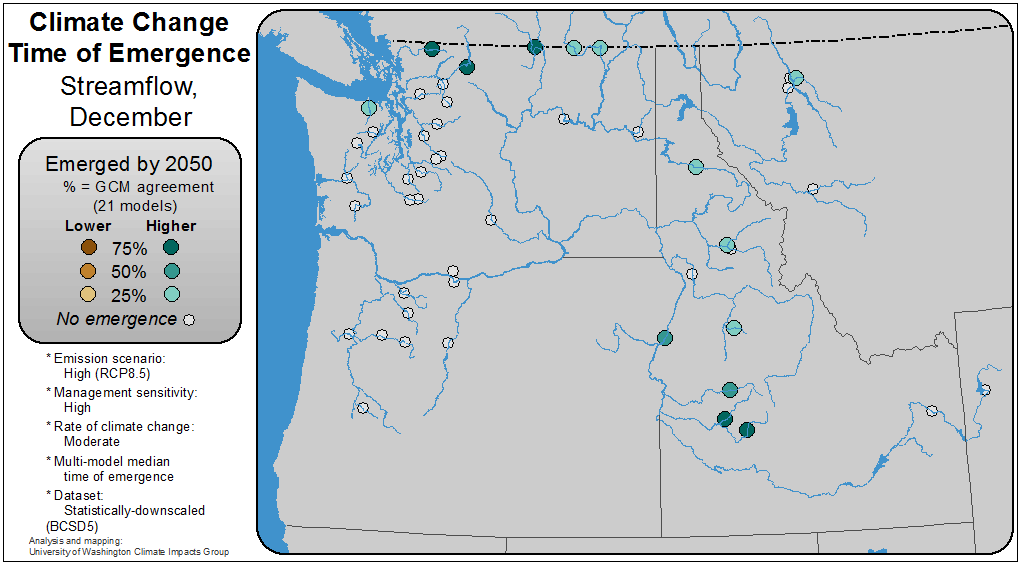 Climate Change
Time of Emergence
Streamflow,
December
Emerged by 2050
% = GCM agreement
(21 models)
Lower Higher
75%
50%
25%
No emergence
* Emission scenario:
High (RCP8.5)
* Management sensitivity:
High
* Rate of climate change:
Moderate
* Multi-model median
time of emergence
* Dataset:
Statistically-downscaled
(BCSD5)
Analysis and mapping:
University of Washington Climate Impacts Group